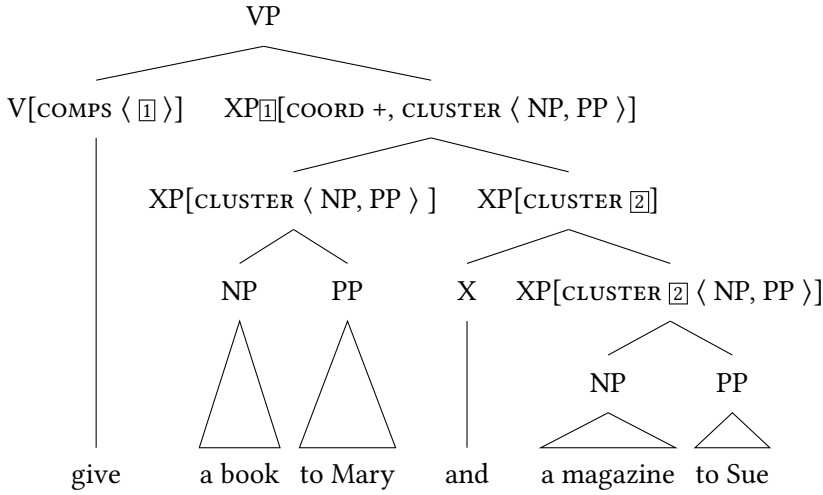 VP
V[COMPS ⟨ 1 ⟩] XP1[COORD +, CLUSTER ⟨ NP, PP ⟩]
XP[CLUSTER ⟨ NP, PP ⟩ ] XP[CLUSTER 2]
NP PP X XP[CLUSTER 2 ⟨ NP, PP ⟩]
NP PP
give a book to Mary and a magazine to Sue